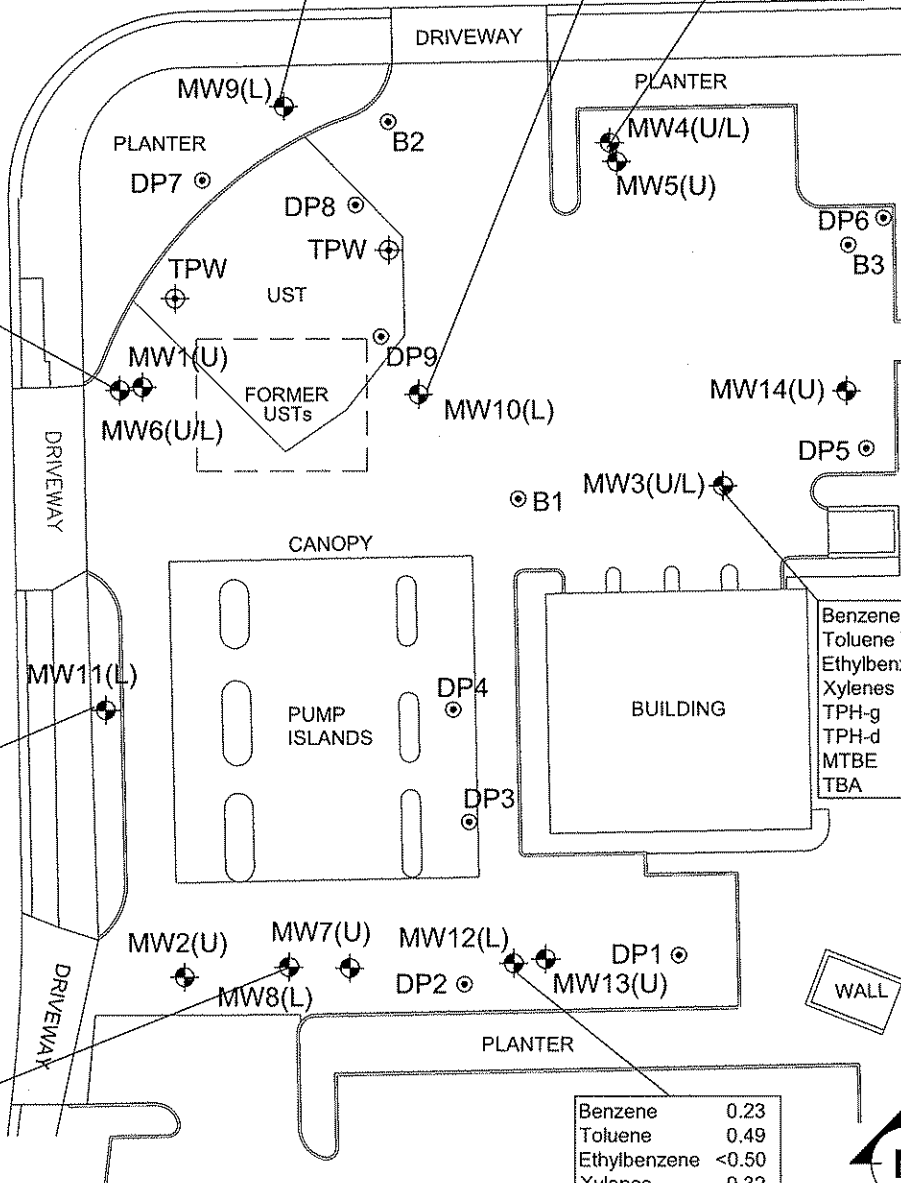 DRIVEWAY
PLANTER
MW9(L)
MW4(U/L)
B2
PLANTER
MW5(U)
DP7
DP8
DP6
TPW
B3
TPW
UST
MW1(U)
DP9
FORMER
USTs
MW14(U)
MW10(L)
MW6(U/L)
DRIVEWAY
DP5
MW3(U/L)
B1
CANOPY
Benzene
Toluene
Xylenes
TPH-g
TPH-d
MTBE
TBA
MW11(L)
DP4
PUMP
ISLANDS
BUILDING
DP3
MW2(U)
MW7(U)
MW12(L)
DP1
MW8(L)
DP2
MW13(U)
WALL
DRIVEWAY
PLANTER
Benzene 0.23
Toluene 0.49
Ethylbenzene <0.50
Xylenes 0.32